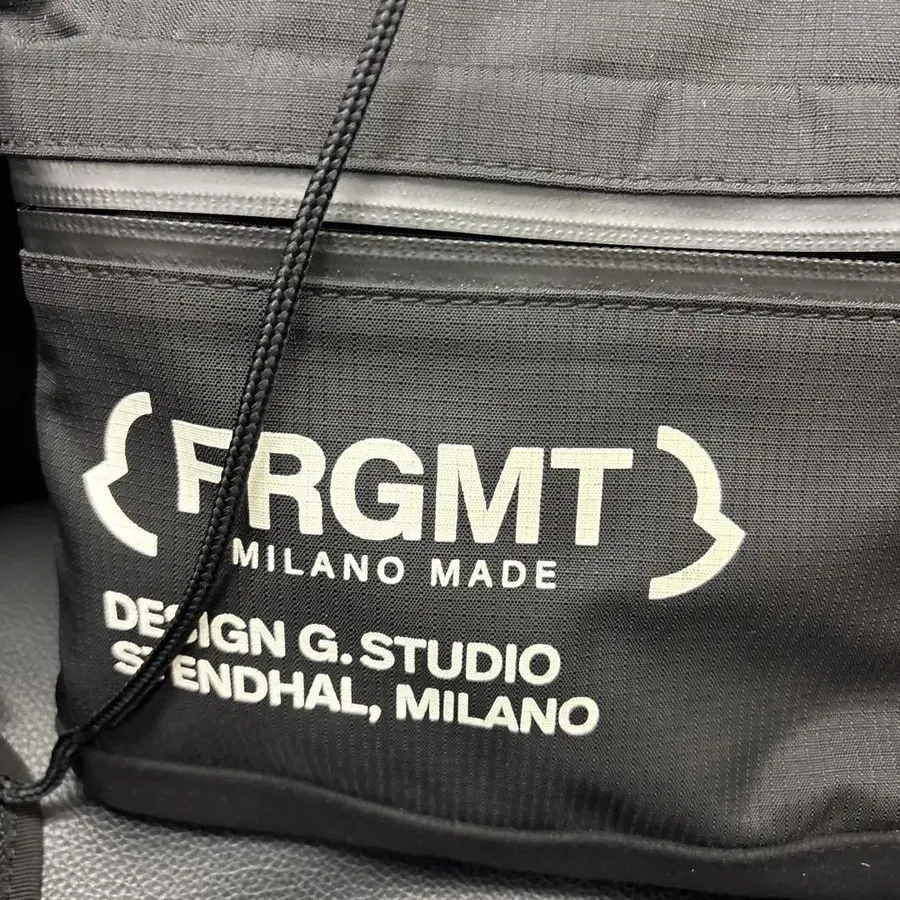 FRGMT
MILANO MADE
DESIGN G. STUDIO
STENDHAL, MILANO